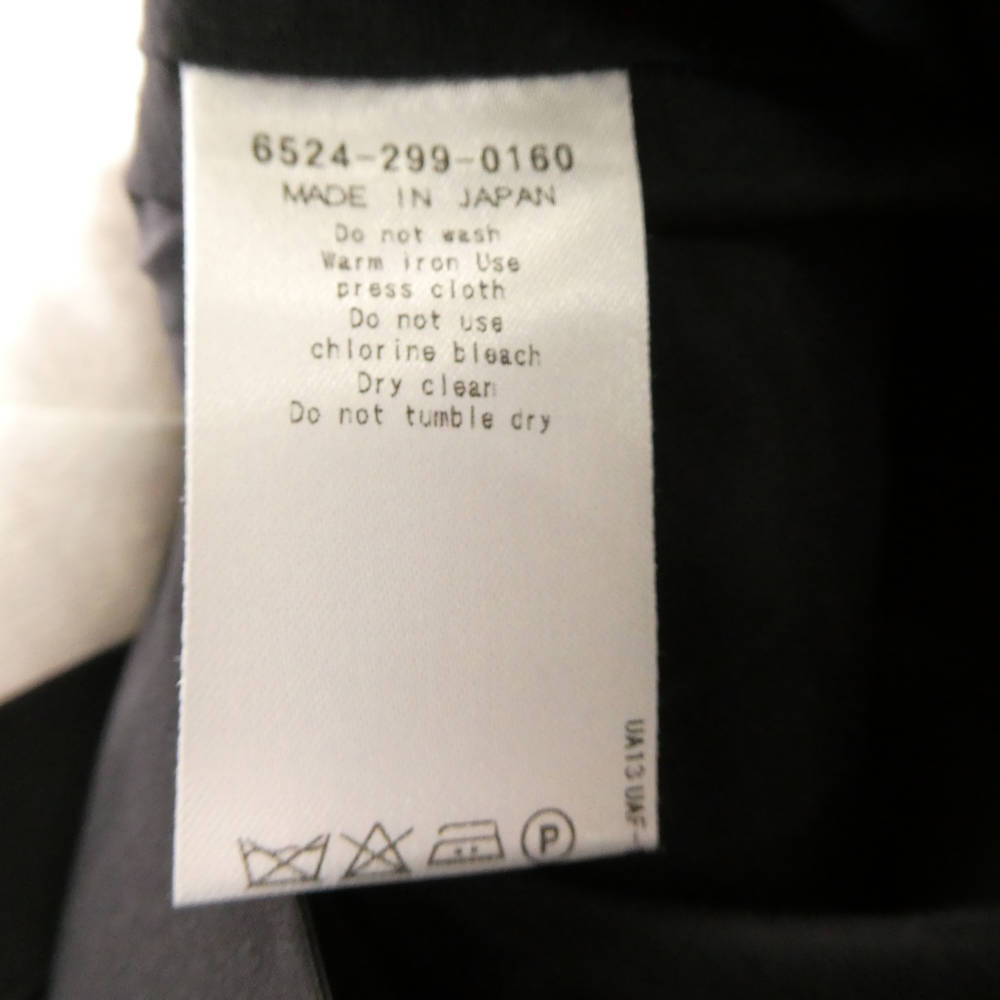 6524-299-0160
MADE IN JAPAN
Do not wash
Warm iron Use
press cloth
Do not use
chlorine bleach
Dry clean
Do not tumble dry
UA13UAF-
P